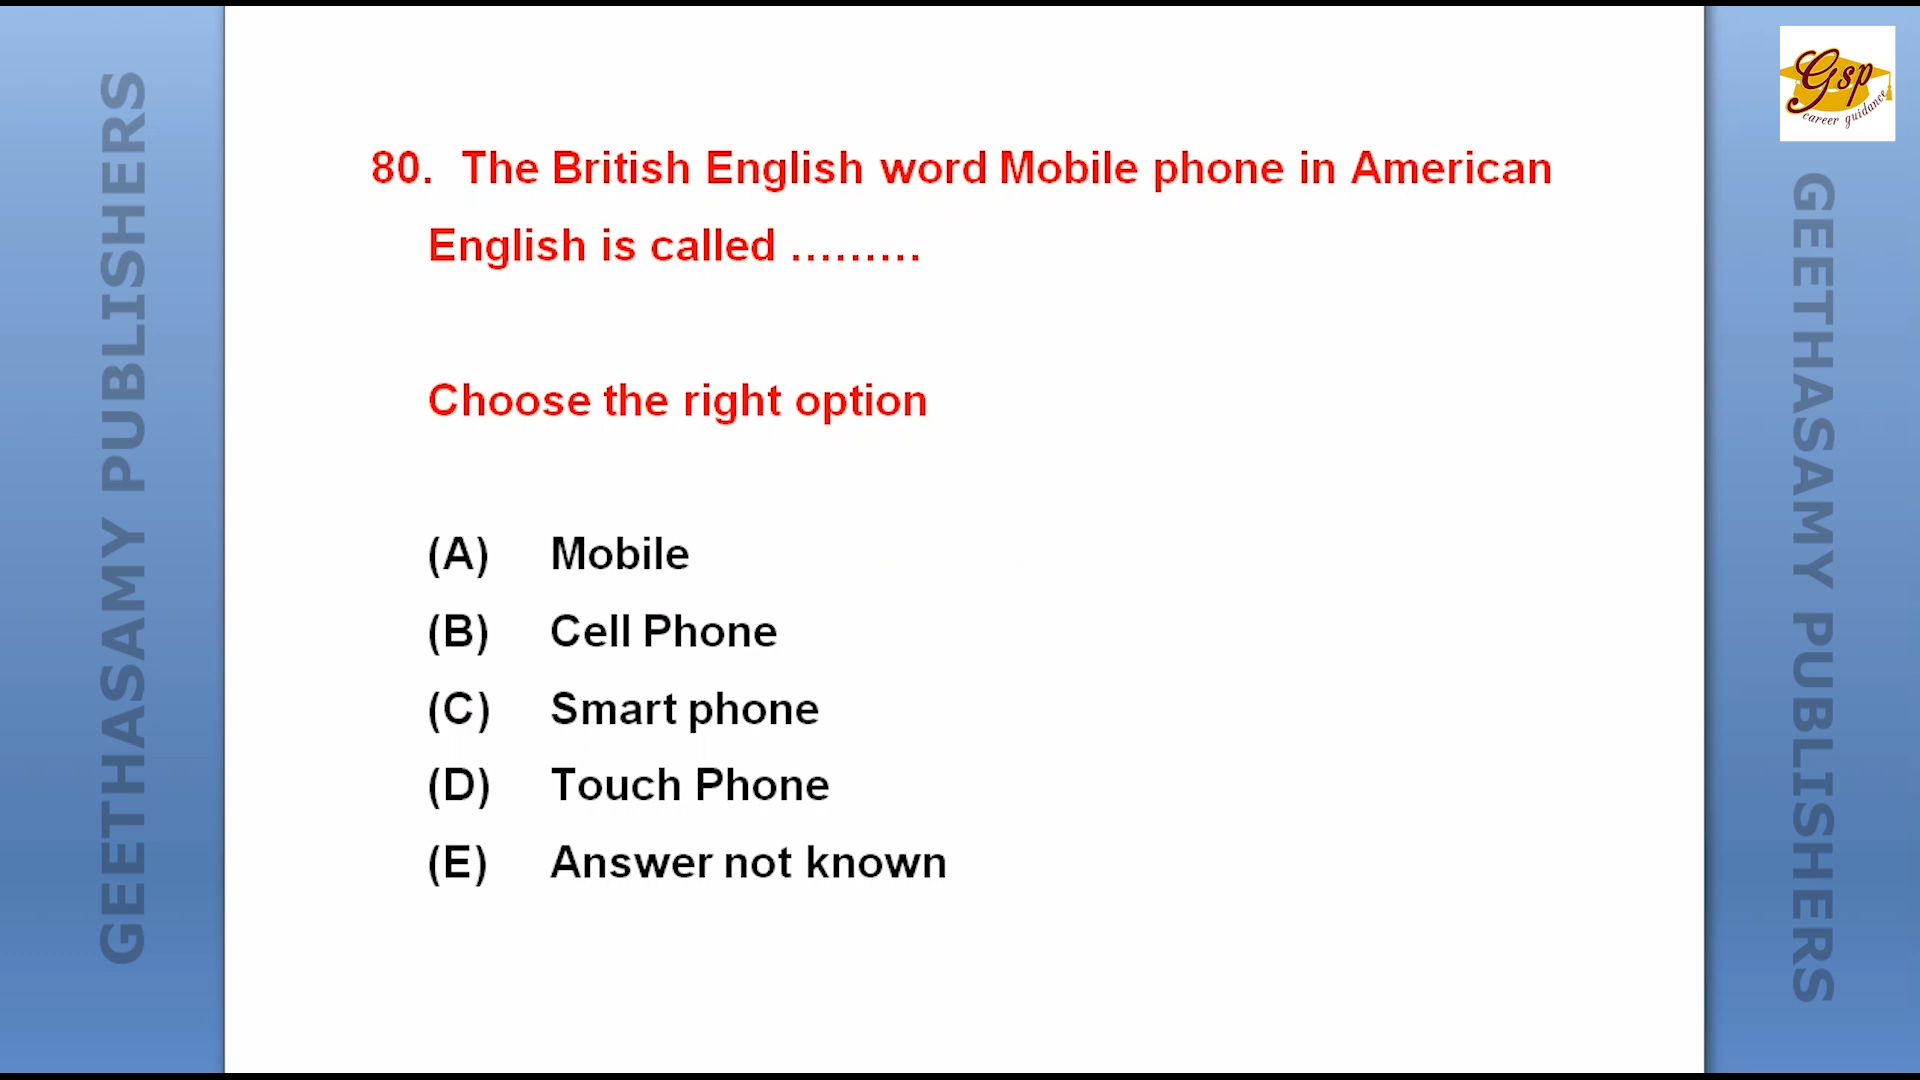 GEETHASAMY PUBLISHERS
Gsp
career guidance
80. The British English word Mobile phone in American
English is called .........
Choose the right option
(A) Mobile
(B) Cell Phone
(C) Smart phone
(D) Touch Phone
(E) Answer not known
GEETHASAMY PUBLISHERS